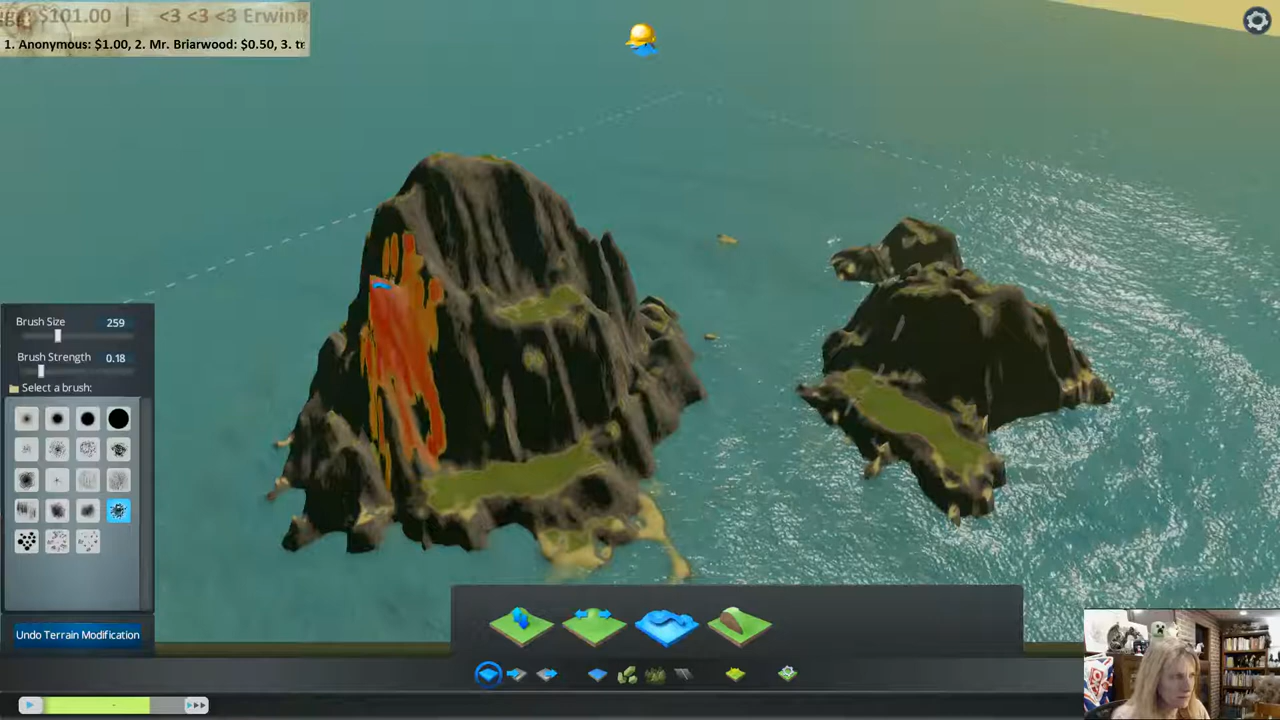 $101.00 | <3 <3 <3 Erwin
1. Anonymous: $1.00, 2. Mr. Briarwood: $0.50, 3. tr
Brush Size 259
Brush Strength 0.18
Select a brush:
Undo Terrain Modification